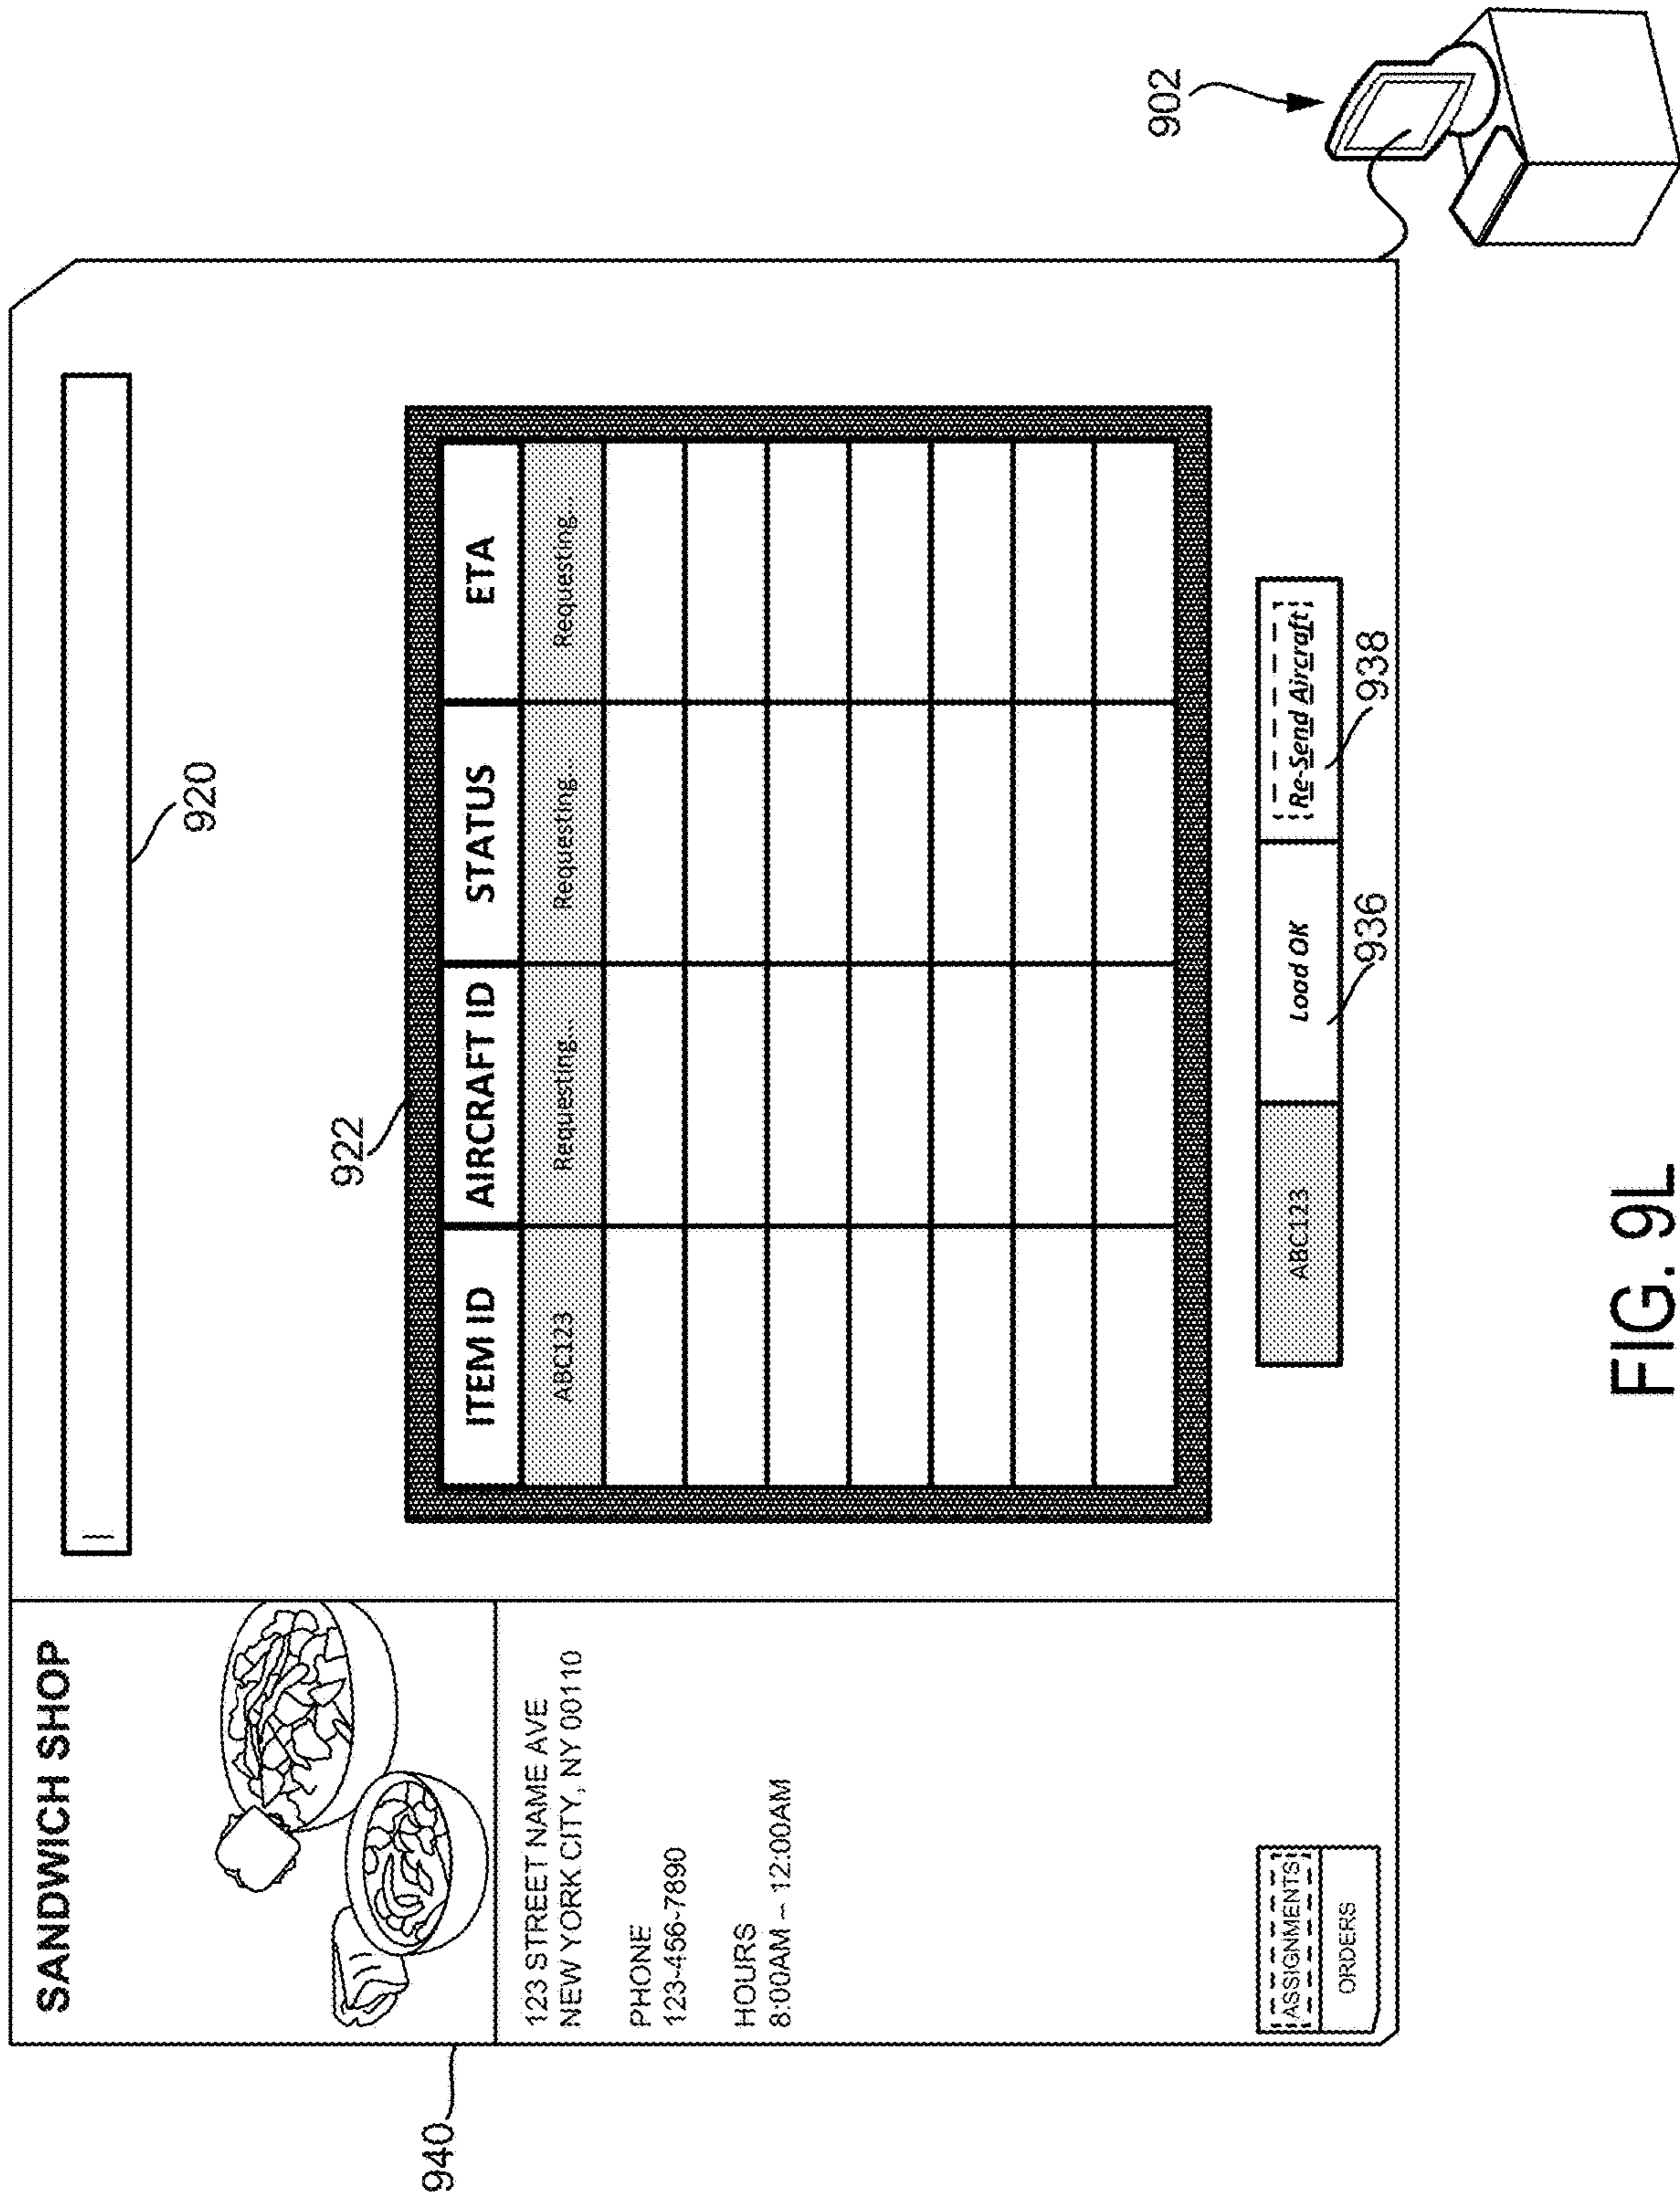 902
SANDWICH SHOP
920
922
ITEM ID AIRCRAFT ID STATUS ETA
ABC123 Requesting... Requesting... Requesting...
940
123 STREET NAME AVE
NEW YORK CITY, NY 00110
PHONE
123-456-7890
HOURS
8:00AM – 12:00AM
ASSIGNMENTS
ORDERS
ABC123 Load OK Re-Send Aircraft
936
938
FIG. 9L